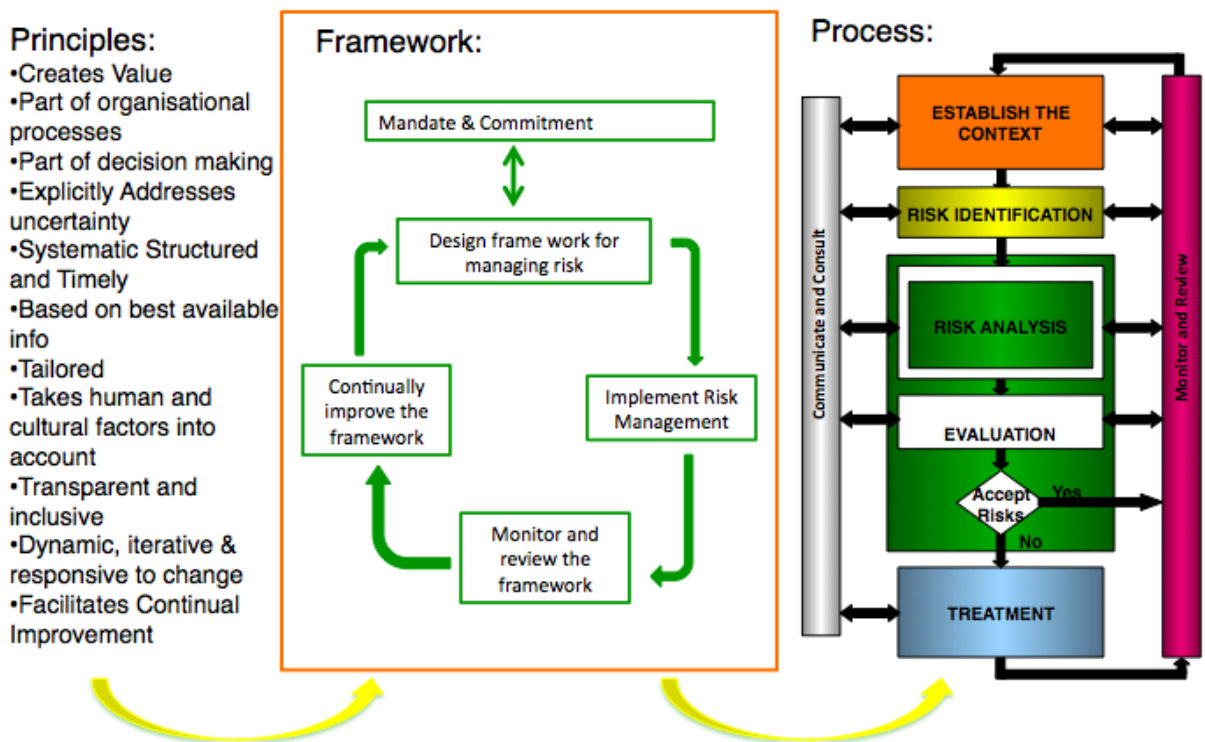 Principles:
•Creates Value
•Part of organisational
processes
•Part of decision making
•Explicitly Addresses
uncertainty
•Systematic Structured
and Timely
•Based on best available
info
•Tailored
•Takes human and
cultural factors into
account
•Transparent and
inclusive
•Dynamic, iterative &
responsive to change
•Facilitates Continual
Improvement
Framework:
Mandate & Commitment
Design frame work for
managing risk
Implement Risk
Management
Monitor and
review the
framework
Continually
improve the
framework
Process:
Communicate and Consult
ESTABLISH THE
CONTEXT
RISK IDENTIFICATION
RISK ANALYSIS
EVALUATION
Accept
Risks
Yes
No
TREATMENT
Monitor and Review